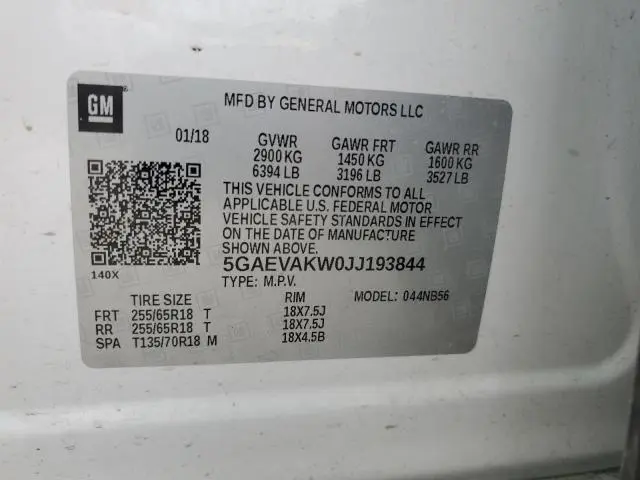 GM
MFD BY GENERAL MOTORS LLC
01/18 GVWR GAWR FRT GAWR RR
2900 KG 1450 KG 1600 KG
6394 LB 3196 LB 3527 LB
THIS VEHICLE CONFORMS TO ALL
APPLICABLE U.S. FEDERAL MOTOR
VEHICLE SAFETY STANDARDS IN EFFECT
ON THE DATE OF MANUFACTURE
SHOWN ABOVE.
140X
5GAEVAKW0JJ193844
TYPE: M.P.V.
TIRE SIZE RIM MODEL: 044NB56
FRT 255/65R18 T 18X7.5J
RR 255/65R18 T 18X7.5J
SPA T135/70R18 M 18X4.5B